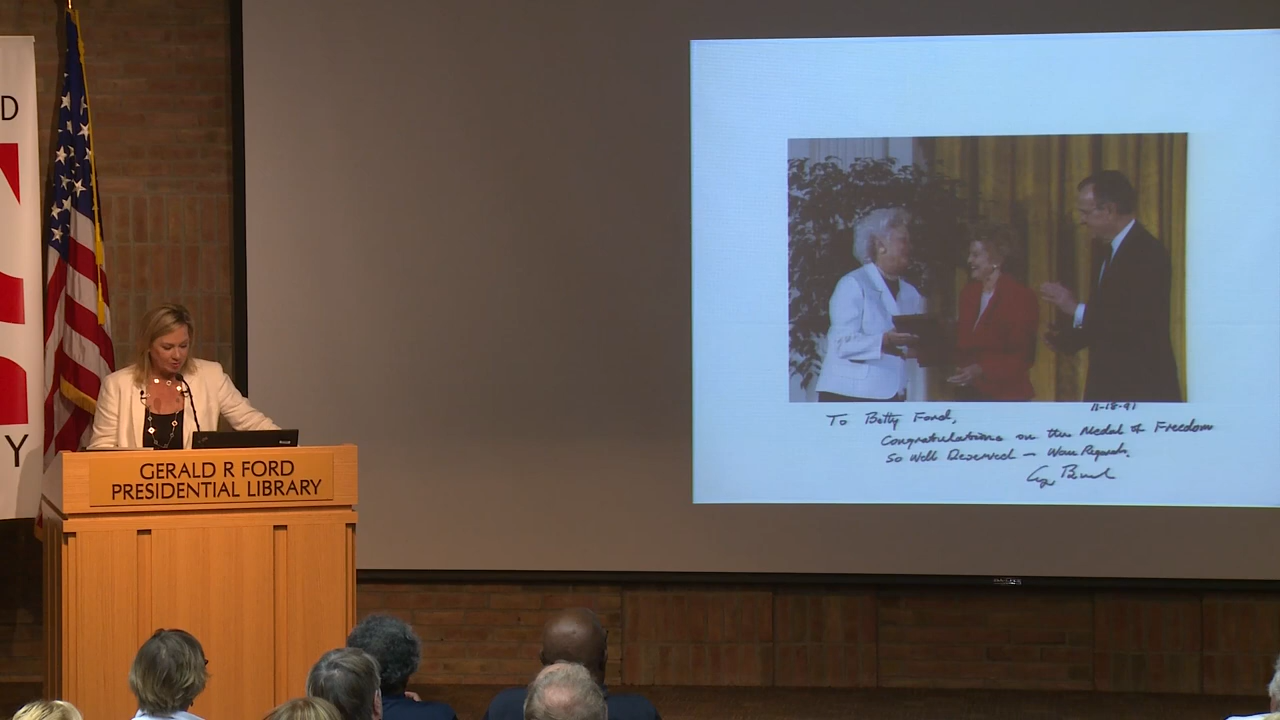 D
Y
GERALD R FORD
PRESIDENTIAL LIBRARY
11-18-91
To Betty Ford,
Congratulations on the Medal of Freedom
So Well Deserved — Warm Regards,